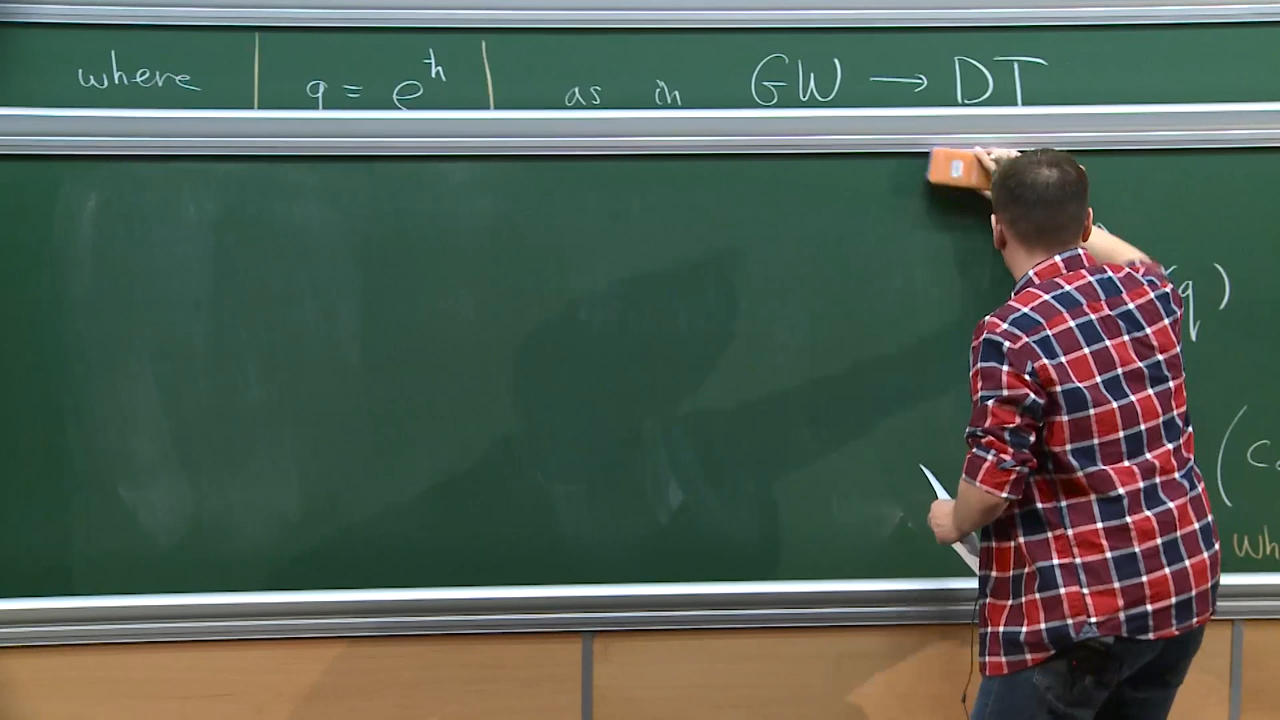 where | q = e^ħ | as in GW → DT
q )
(